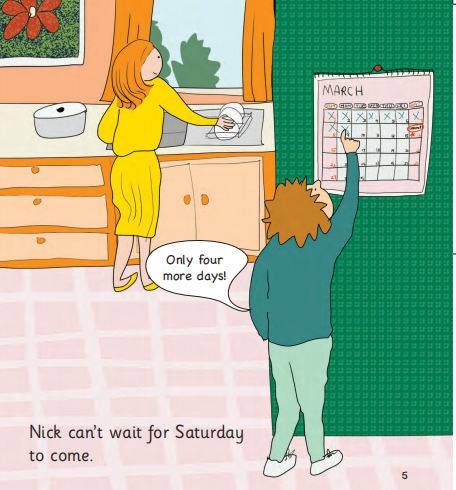 MARCH
Only four
more days!
Nick can't wait for Saturday
to come.
5